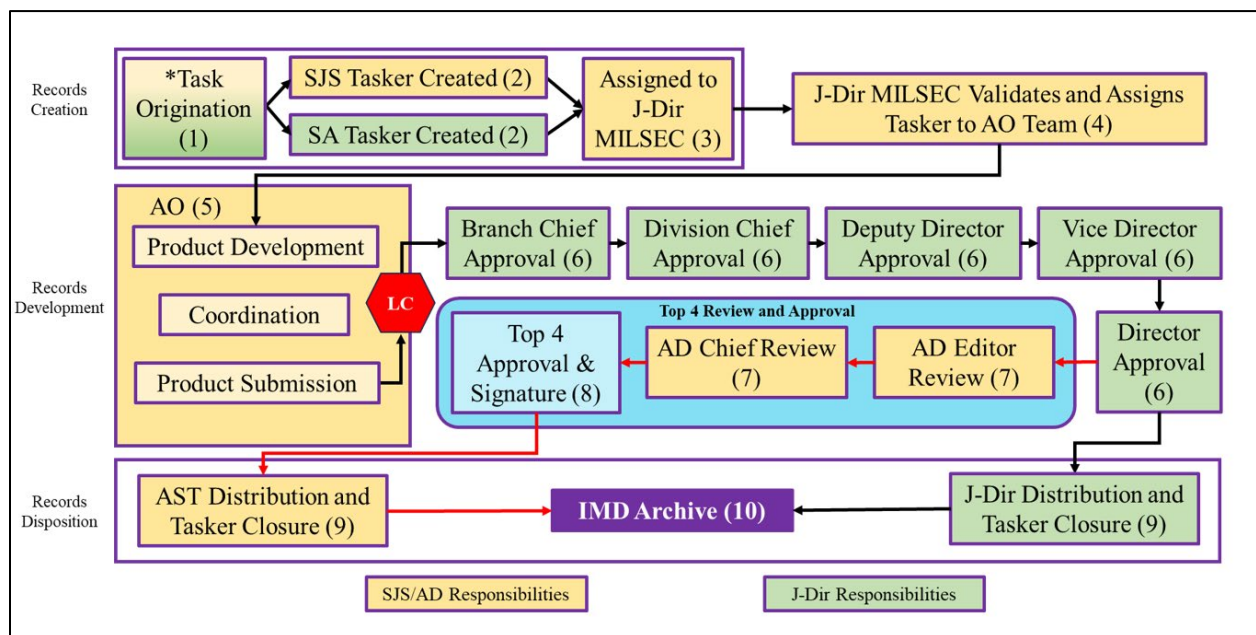 Records
Creation
*Task
Origination
(1)
SJS Tasker Created (2)
SA Tasker Created (2)
Assigned to
J-Dir
MILSEC (3)
J-Dir MILSEC Validates and Assigns
Tasker to AO Team (4)
Records
Development
AO (5)
Product Development
Coordination
Product Submission
LC
Branch Chief
Approval (6)
Division Chief
Approval (6)
Deputy Director
Approval (6)
Vice Director
Approval (6)
Director
Approval
(6)
Top 4 Review and Approval
AD Editor
Review (7)
AD Chief Review
(7)
Top 4
Approval &
Signature (8)
Records
Disposition
AST Distribution and
Tasker Closure (9)
IMD Archive (10)
J-Dir Distribution and
Tasker Closure (9)
SJS/AD Responsibilities
J-Dir Responsibilities